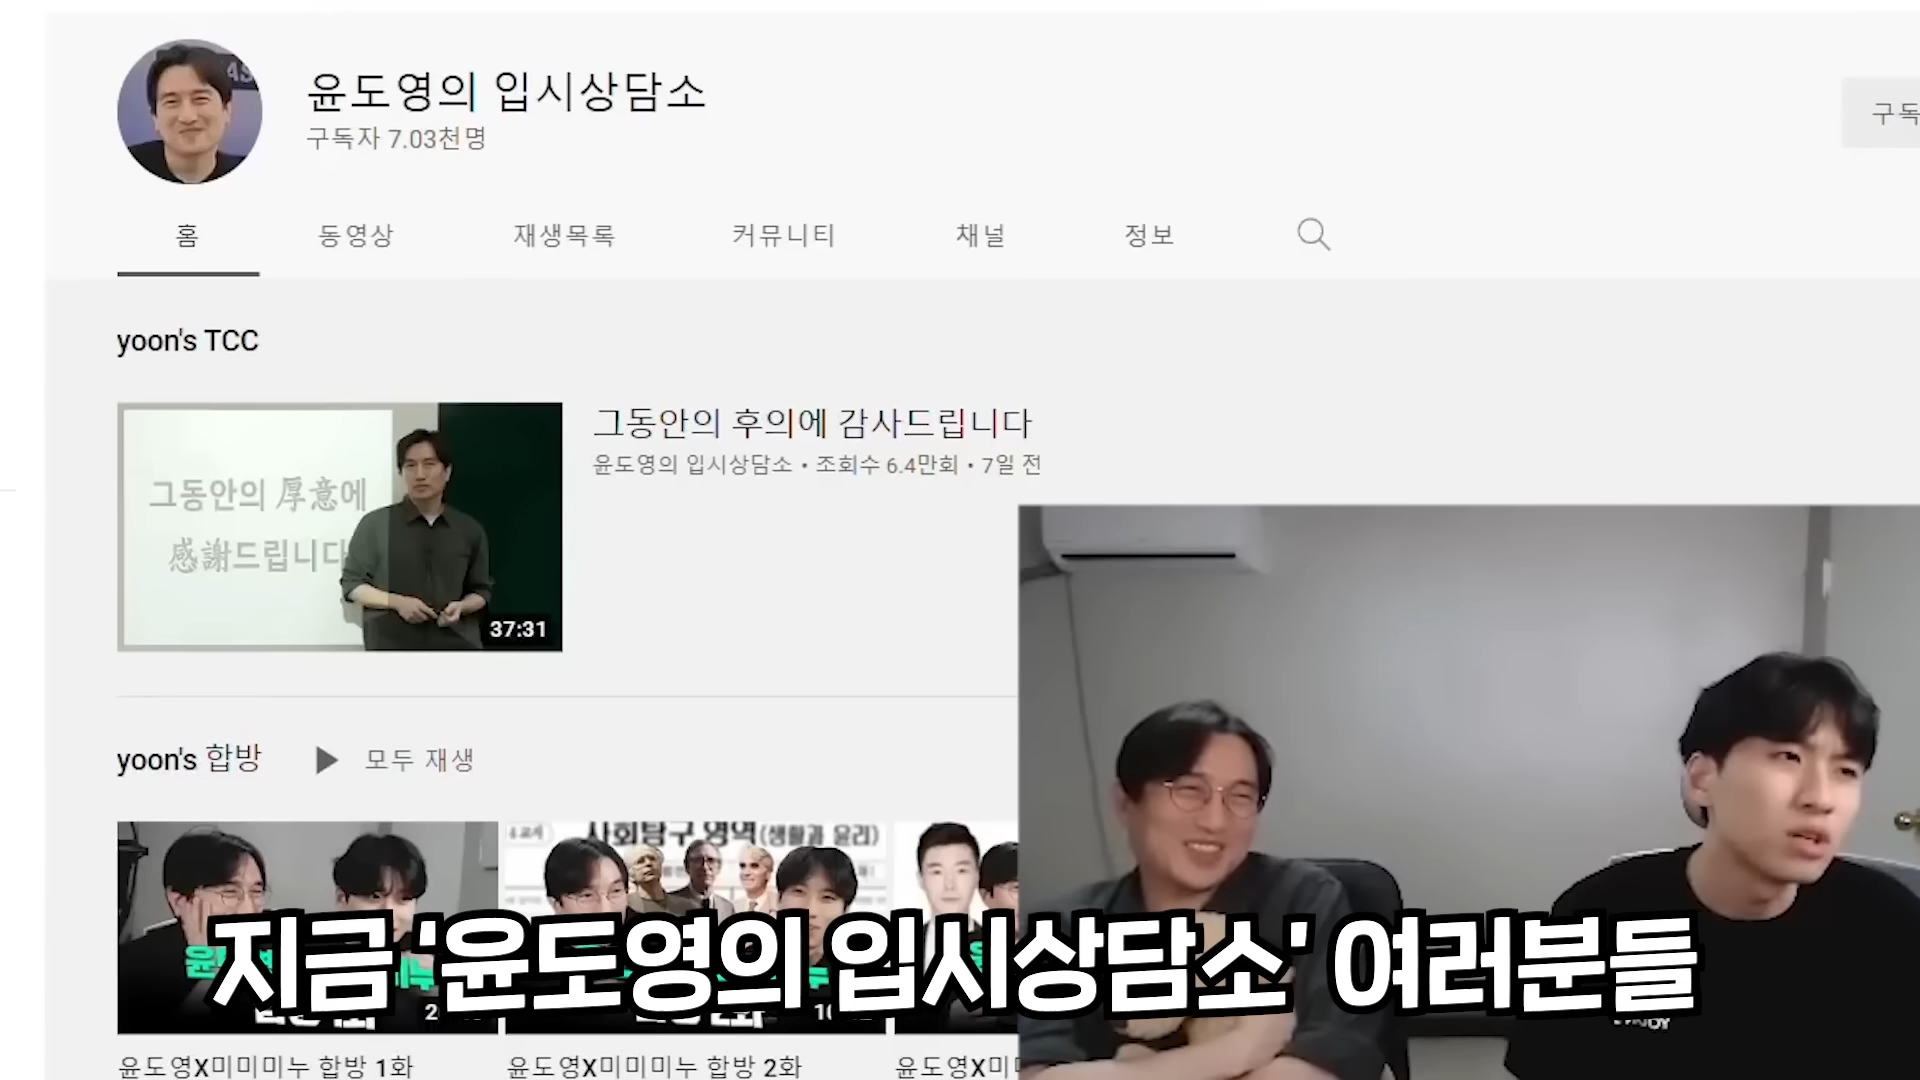 윤도영의 입시상담소
구독자 7.03천명
구독
홈 동영상 재생목록 커뮤니티 채널 정보
yoon's TCC
그동안의 厚意에
感謝드립니다
37:31
그동안의 후의에 감사드립니다
윤도영의 입시상담소 • 조회수 6.4만회 • 7일 전
yoon's 합방 모두 재생
사회탐구 영역(생활과 윤리)
지금 '윤도영의 입시상담소' 여러분들
윤도영X미미미누 합방 1화
윤도영X미미미누 합방 2화
윤도영X미